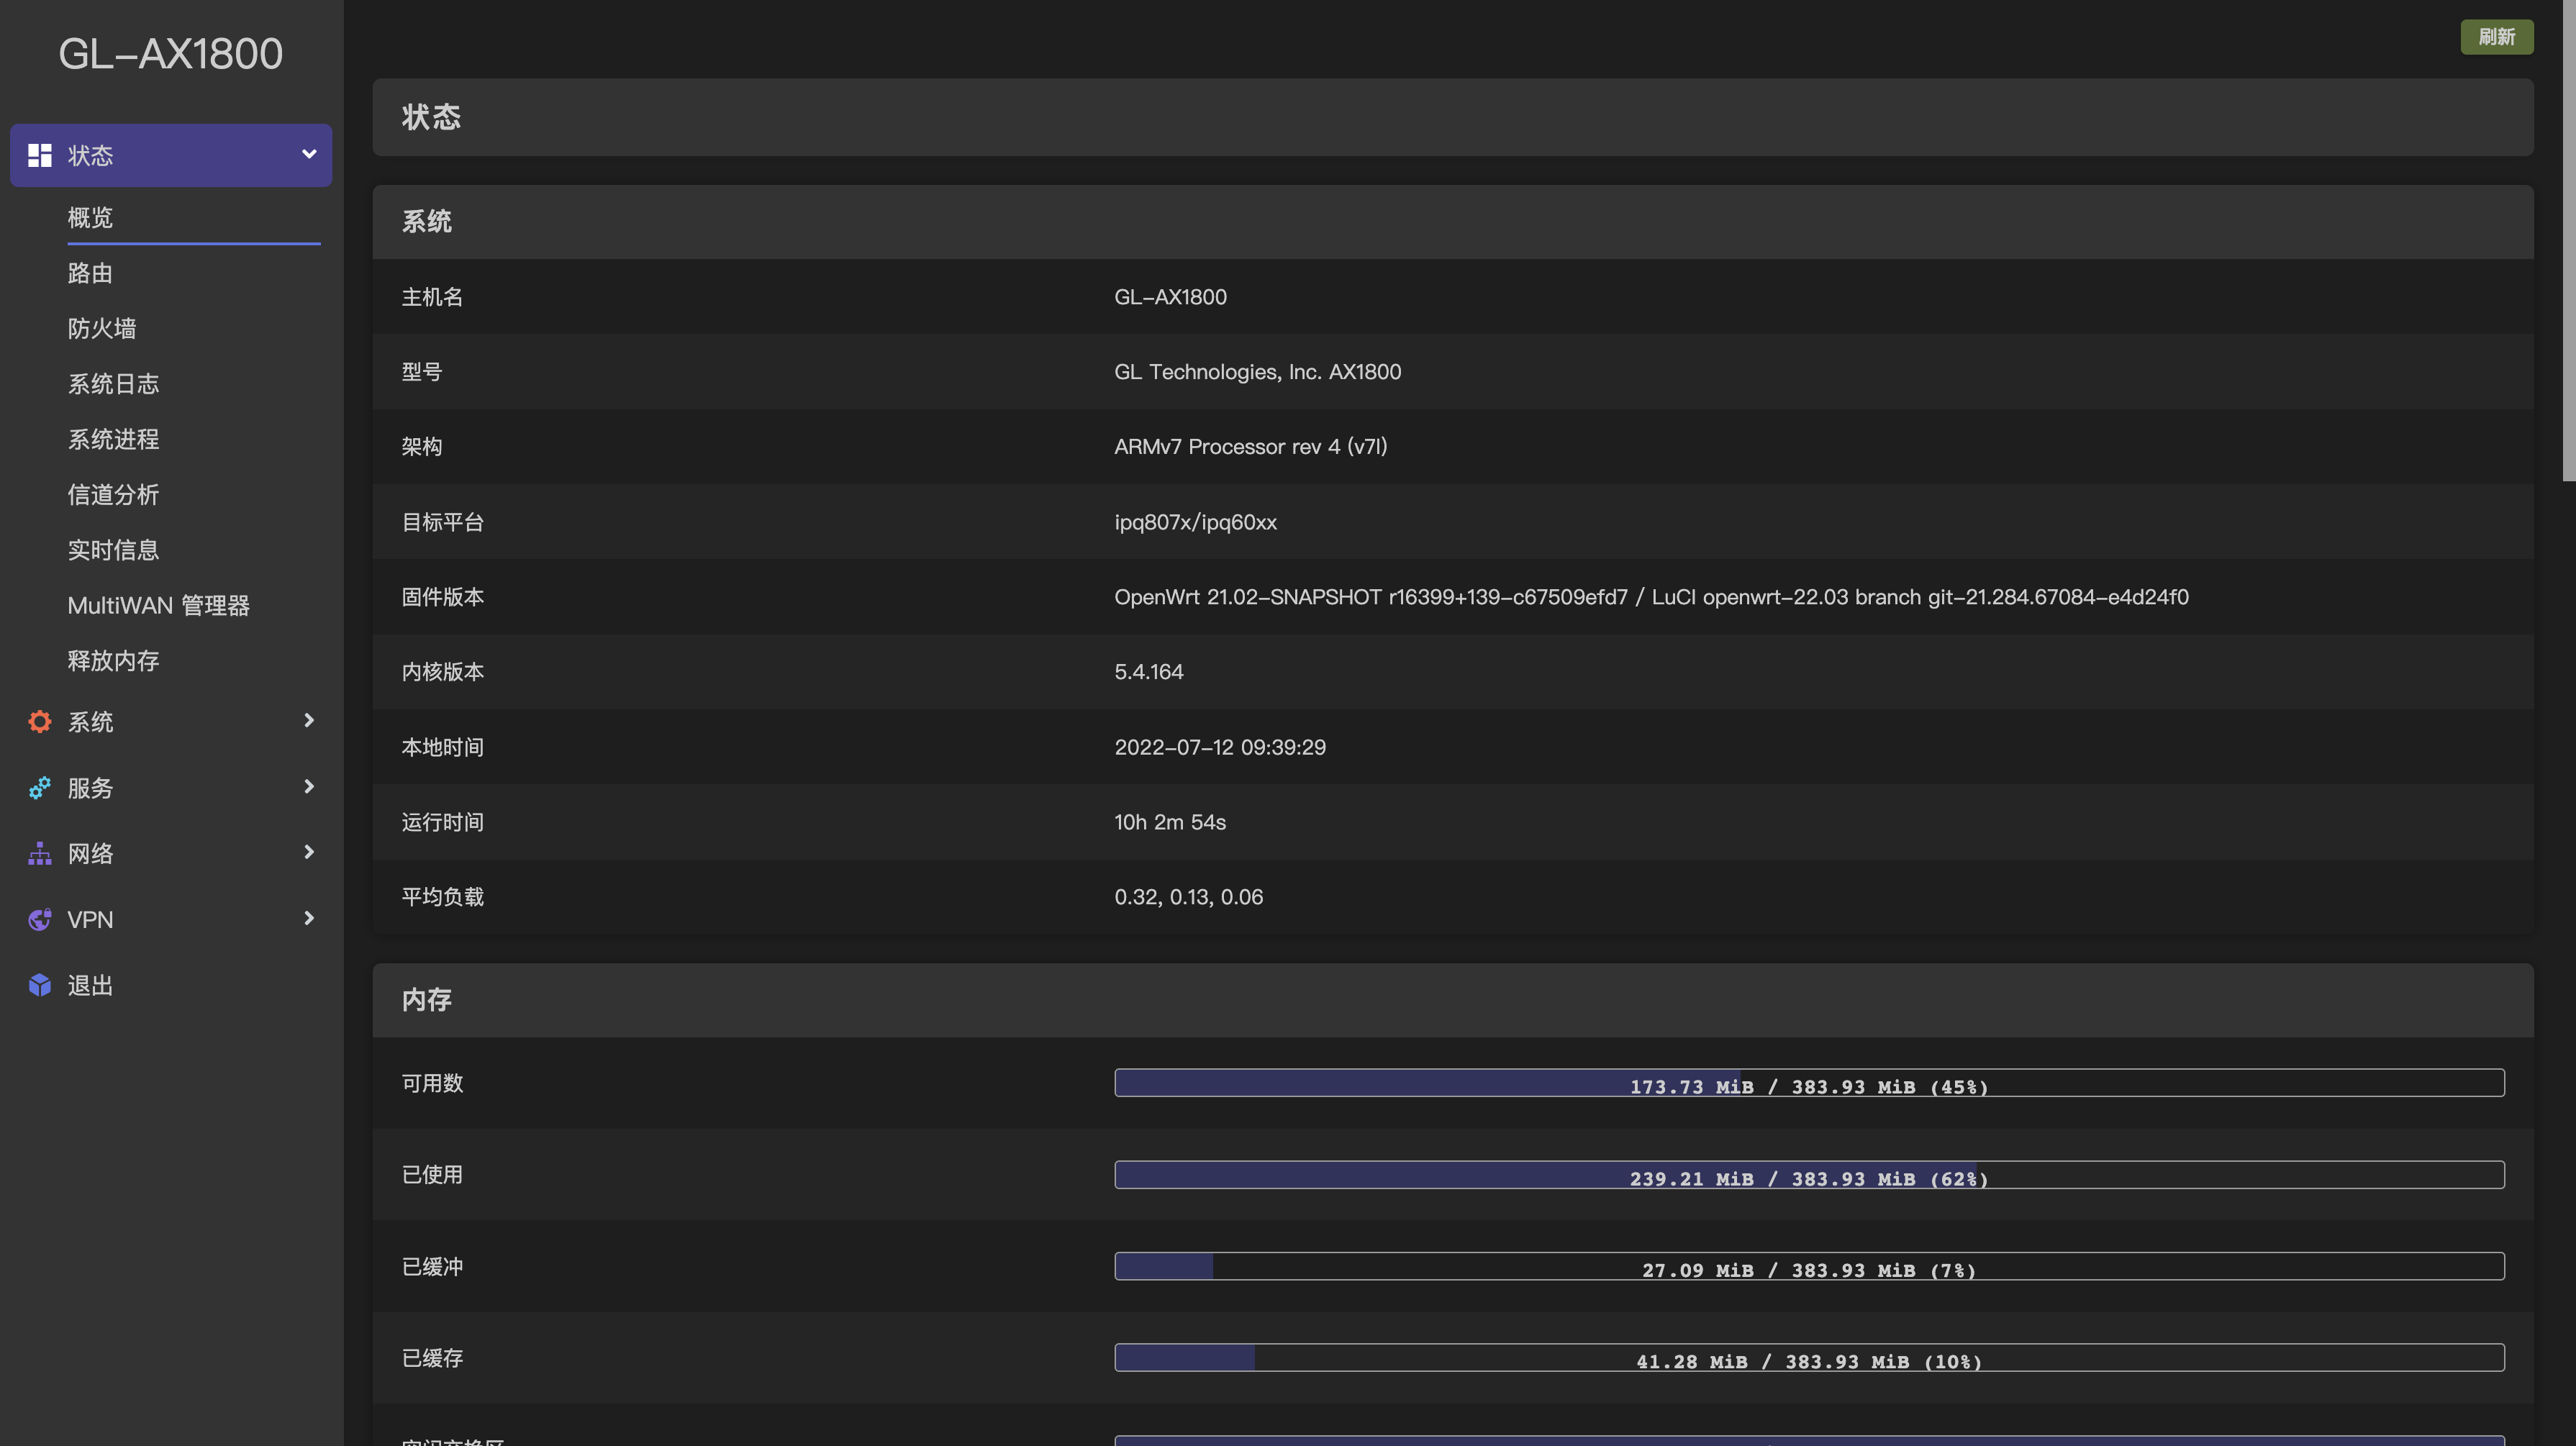 GL-AX1800
刷新
状态
概览
路由
防火墙
系统日志
系统进程
信道分析
实时信息
MultiWAN 管理器
释放内存
系统
服务
网络
VPN
退出
状态
系统
主机名 GL-AX1800
型号 GL Technologies, Inc. AX1800
架构 ARMv7 Processor rev 4 (v7l)
目标平台 ipq807x/ipq60xx
固件版本 OpenWrt 21.02-SNAPSHOT r16399+139-c67509efd7 / LuCI openwrt-22.03 branch git-21.284.67084-e4d24f0
内核版本 5.4.164
本地时间 2022-07-12 09:39:29
运行时间 10h 2m 54s
平均负载 0.32, 0.13, 0.06
内存
可用数 173.73 MiB / 383.93 MiB (45%)
已使用 239.21 MiB / 383.93 MiB (62%)
已缓冲 27.09 MiB / 383.93 MiB (7%)
已缓存 41.28 MiB / 383.93 MiB (10%)